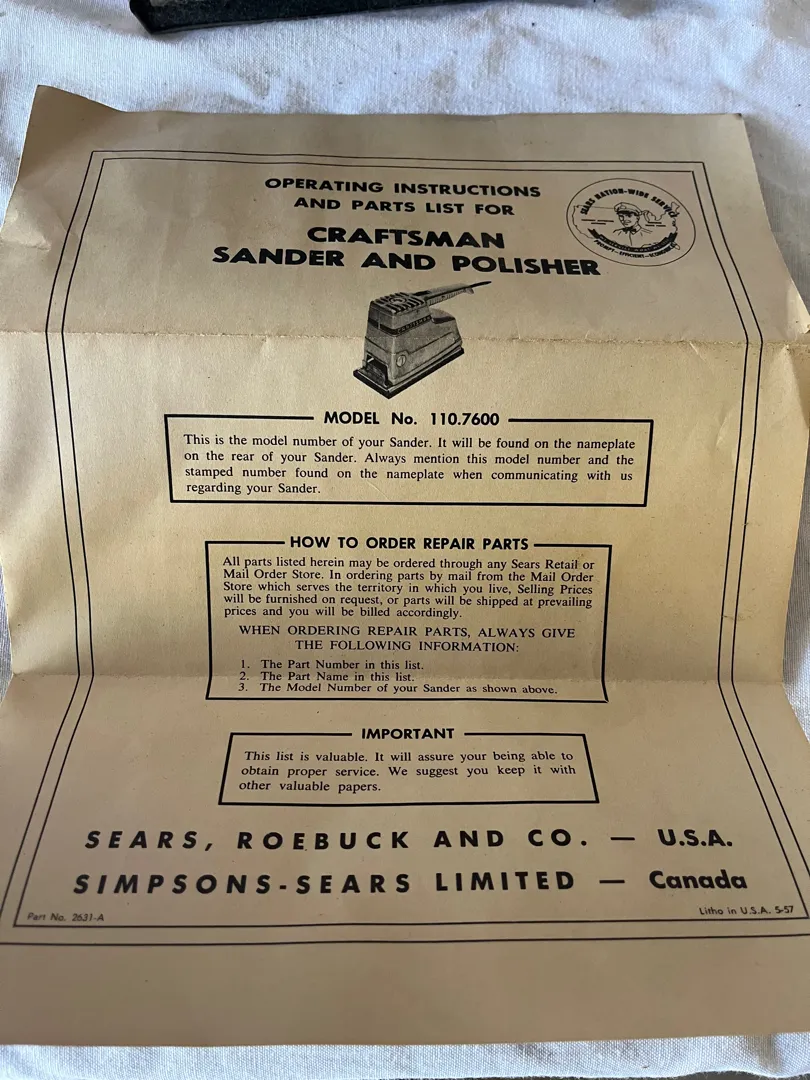 OPERATING INSTRUCTIONS
AND PARTS LIST FOR
CRAFTSMAN
SANDER AND POLISHER
SEARS NATION-WIDE SERVICE
PROMPT—EFFICIENT—ECONOMICAL
MODEL No. 110.7600
This is the model number of your Sander. It will be found on the nameplate
on the rear of your Sander. Always mention this model number and the
stamped number found on the nameplate when communicating with us
regarding your Sander.
HOW TO ORDER REPAIR PARTS
All parts listed herein may be ordered through any Sears Retail or
Mail Order Store. In ordering parts by mail from the Mail Order
Store which serves the territory in which you live, Selling Prices
will be furnished on request, or parts will be shipped at prevailing
prices and you will be billed accordingly.
WHEN ORDERING REPAIR PARTS, ALWAYS GIVE
THE FOLLOWING INFORMATION:
1. The Part Number in this list.
2. The Part Name in this list.
3. The Model Number of your Sander as shown above.
IMPORTANT
This list is valuable. It will assure your being able to
obtain proper service. We suggest you keep it with
other valuable papers.
SEARS, ROEBUCK AND CO. — U.S.A.
SIMPSONS-SEARS LIMITED — Canada
Part No. 2631-A
Litho in U.S.A. 5-57